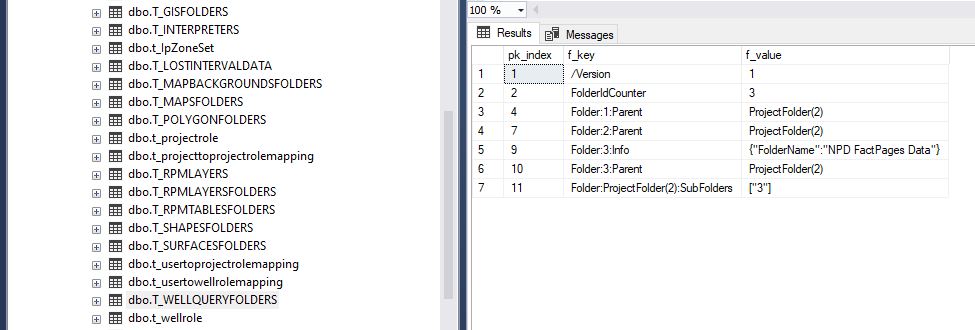 dbo.T_GISFOLDERS
dbo.T_INTERPRETERS
dbo.t_lpZoneSet
dbo.T_LOSTINTERVALDATA
dbo.T_MAPBACKGROUNDSFOLDERS
dbo.T_MAPSFOLDERS
dbo.T_POLYGONFOLDERS
dbo.t_projectrole
dbo.t_projecttoprojectrolemapping
dbo.T_RPMLAYERS
dbo.T_RPMLAYERSFOLDERS
dbo.T_RPMTABLESFOLDERS
dbo.T_SHAPESFOLDERS
dbo.T_SURFACESFOLDERS
dbo.t_usertoprojectrolemapping
dbo.t_usertowellrolemapping
dbo.T_WELLQUERYFOLDERS
dbo.t_wellrole
100 %
Results Messages
pk_index f_key f_value
1 1 /Version 1
2 2 FolderIdCounter 3
3 4 Folder:1:Parent ProjectFolder(2)
4 7 Folder:2:Parent ProjectFolder(2)
5 9 Folder:3:Info {"FolderName":"NPD FactPages Data"}
6 10 Folder:3:Parent ProjectFolder(2)
7 11 Folder:ProjectFolder(2):SubFolders ["3"]